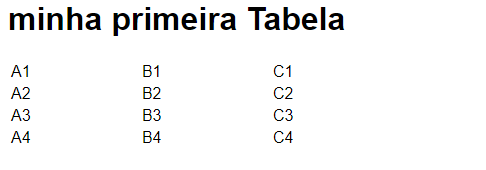 minha primeira Tabela
A1 B1 C1
A2 B2 C2
A3 B3 C3
A4 B4 C4